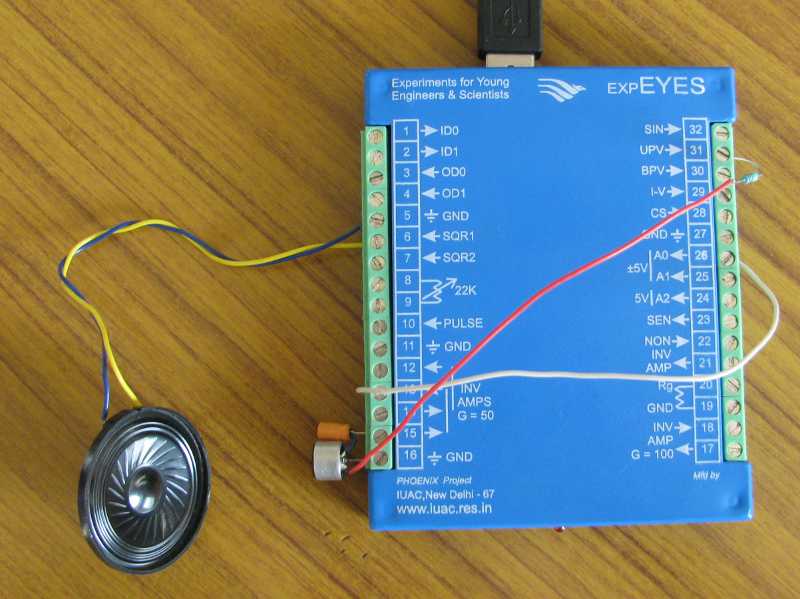 Experiments for Young
Engineers & Scientists
EXPEYES
1 ID0
2 ID1
3 OD0
4 OD1
5 GND
6 SQR1
7 SQR2
8
22K
9
10 PULSE
11 GND
12
INV
AMPS
G = 50
15
16 GND
SIN 32
UPV 31
BPV 30
I-V 29
CS 28
GND 27
A0 26
±5V
A1 25
5V A2 24
SEN 23
NON 22
INV
AMP 21
Rg 20
GND 19
INV 18
AMP
G = 100 17
PHOENIX Project
IUAC,New Delhi - 67
www.iuac.res.in
Mfd by